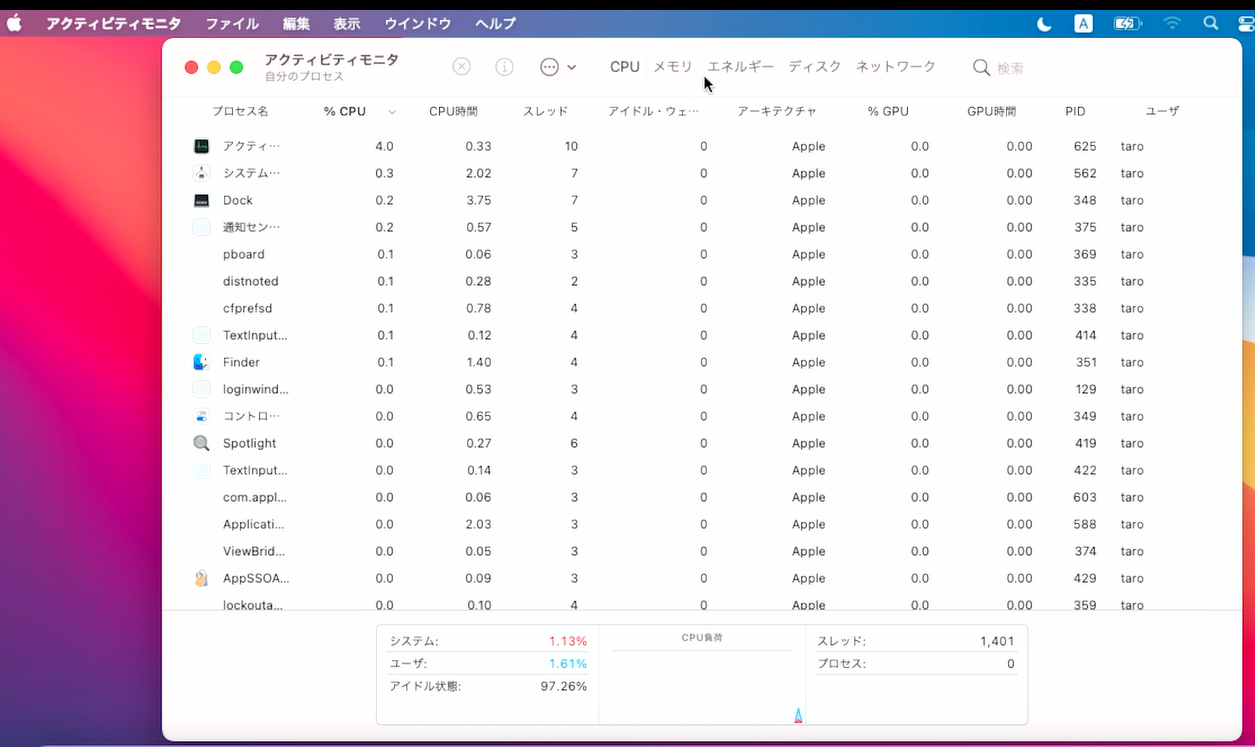 アクティビティモニタ ファイル 編集 表示 ウインドウ ヘルプ A
アクティビティモニタ
自分のプロセス
CPU メモリ エネルギー ディスク ネットワーク 検索
プロセス名 % CPU CPU時間 スレッド アイドル・ウェ… アーキテクチャ % GPU GPU時間 PID ユーザ
アクティ… 4.0 0.33 10 0 Apple 0.0 0.00 625 taro
システム… 0.3 2.02 7 0 Apple 0.0 0.00 562 taro
Dock 0.2 3.75 7 0 Apple 0.0 0.00 348 taro
通知セン… 0.2 0.57 5 0 Apple 0.0 0.00 375 taro
pboard 0.1 0.06 3 0 Apple 0.0 0.00 369 taro
distnoted 0.1 0.28 2 0 Apple 0.0 0.00 335 taro
cfprefsd 0.1 0.78 4 0 Apple 0.0 0.00 338 taro
TextInput... 0.1 0.12 4 0 Apple 0.0 0.00 414 taro
Finder 0.1 1.40 4 0 Apple 0.0 0.00 351 taro
loginwind... 0.0 0.53 3 0 Apple 0.0 0.00 129 taro
コントロ… 0.0 0.65 4 0 Apple 0.0 0.00 349 taro
Spotlight 0.0 0.27 6 0 Apple 0.0 0.00 419 taro
TextInput... 0.0 0.14 3 0 Apple 0.0 0.00 422 taro
com.appl... 0.0 0.06 3 0 Apple 0.0 0.00 603 taro
Applicati... 0.0 2.03 3 0 Apple 0.0 0.00 588 taro
ViewBrid... 0.0 0.05 3 0 Apple 0.0 0.00 374 taro
AppSSOA... 0.0 0.09 3 0 Apple 0.0 0.00 429 taro
lockouta... 0.0 0.10 4 0 Apple 0.0 0.00 359 taro
システム: 1.13% CPU負荷 スレッド: 1,401
ユーザ: 1.61% プロセス: 0
アイドル状態: 97.26%